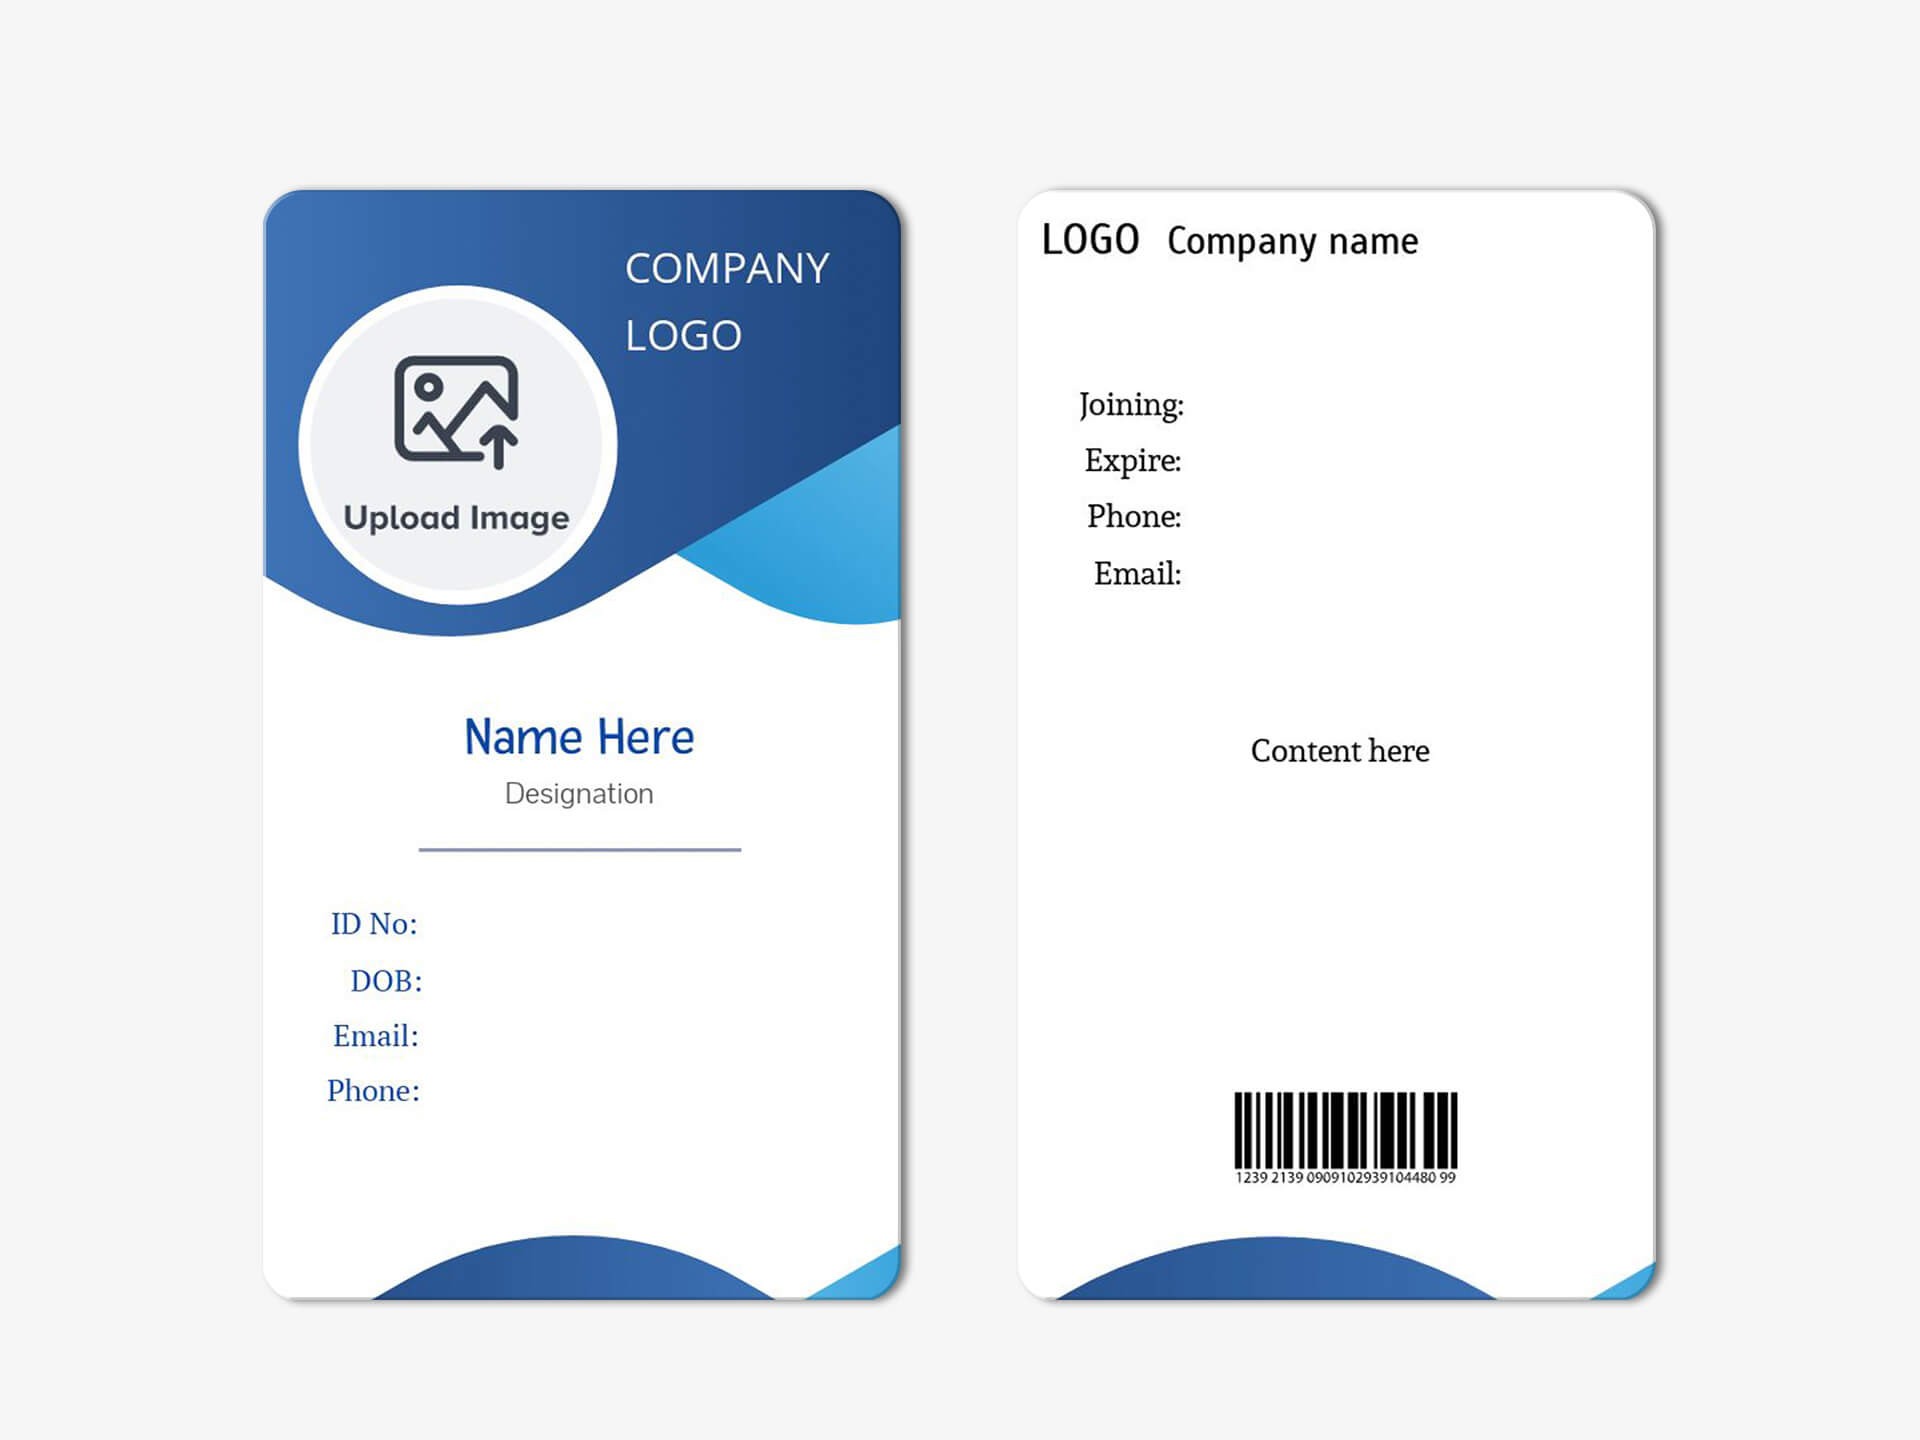 COMPANY
LOGO
Upload Image
Name Here
Designation
ID No:
DOB:
Email:
Phone:
LOGO Company name
Joining:
Expire:
Phone:
Email:
Content here
1239 2139 0909102939104480 99